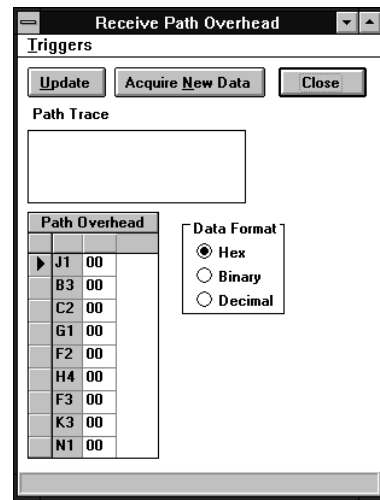 Receive Path Overhead
Triggers
Update Acquire New Data Close
Path Trace
Path Overhead
J1 00
B3 00
C2 00
G1 00
F2 00
H4 00
F3 00
K3 00
N1 00
Data Format
Hex
Binary
Decimal